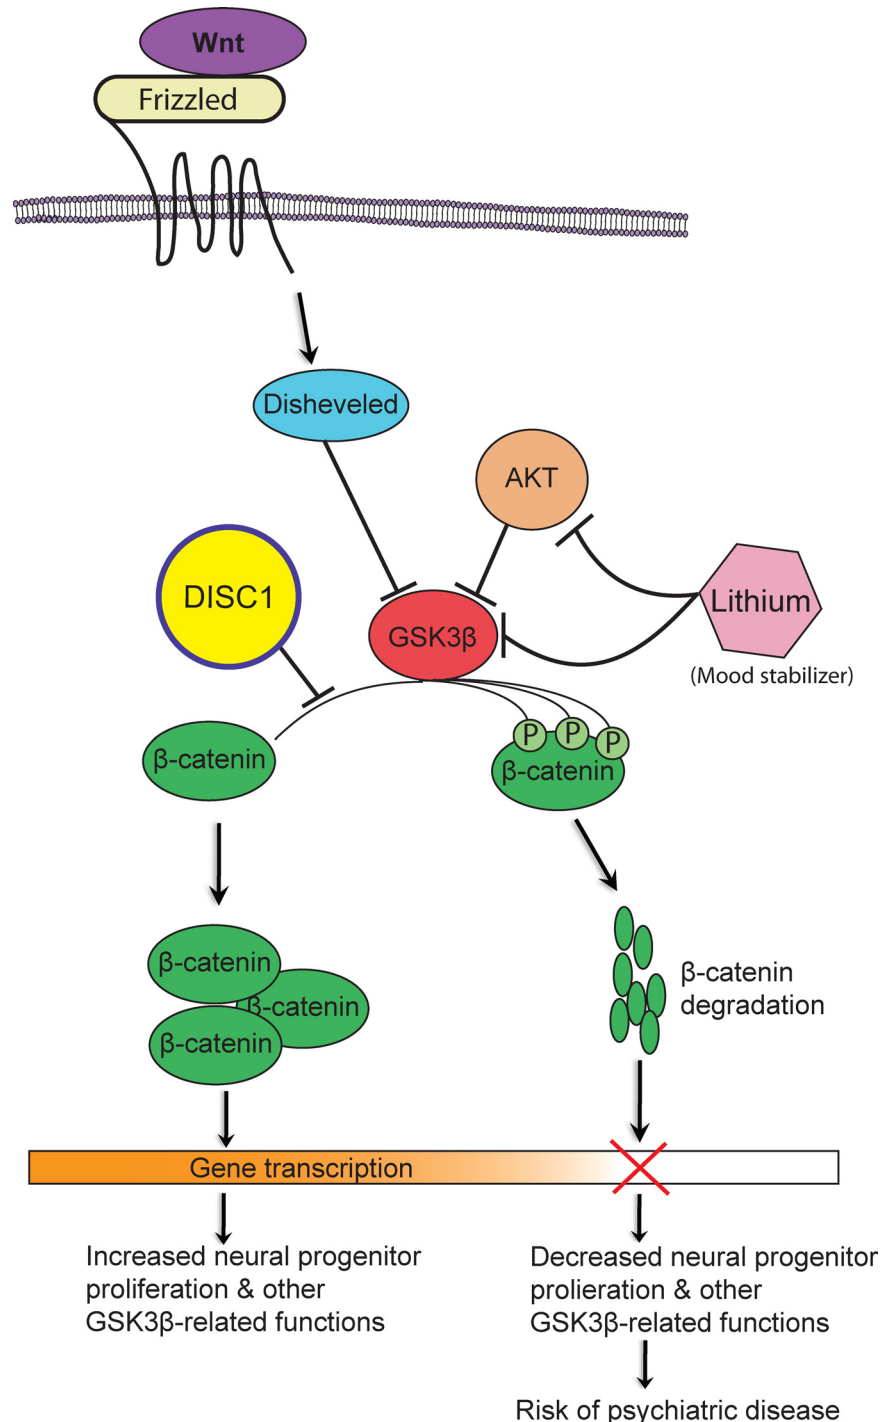 Wnt
Frizzled
Disheveled
AKT
DISC1
Lithium
GSK3β
(Mood stabilizer)
P
P
P
β-catenin
β-catenin
β-catenin
β-catenin
β-catenin
β-catenin
degradation
Gene transcription
Increased neural progenitor
proliferation & other
GSK3β-related functions
Decreased neural progenitor
prolieration & other
GSK3β-related functions
Risk of psychiatric disease